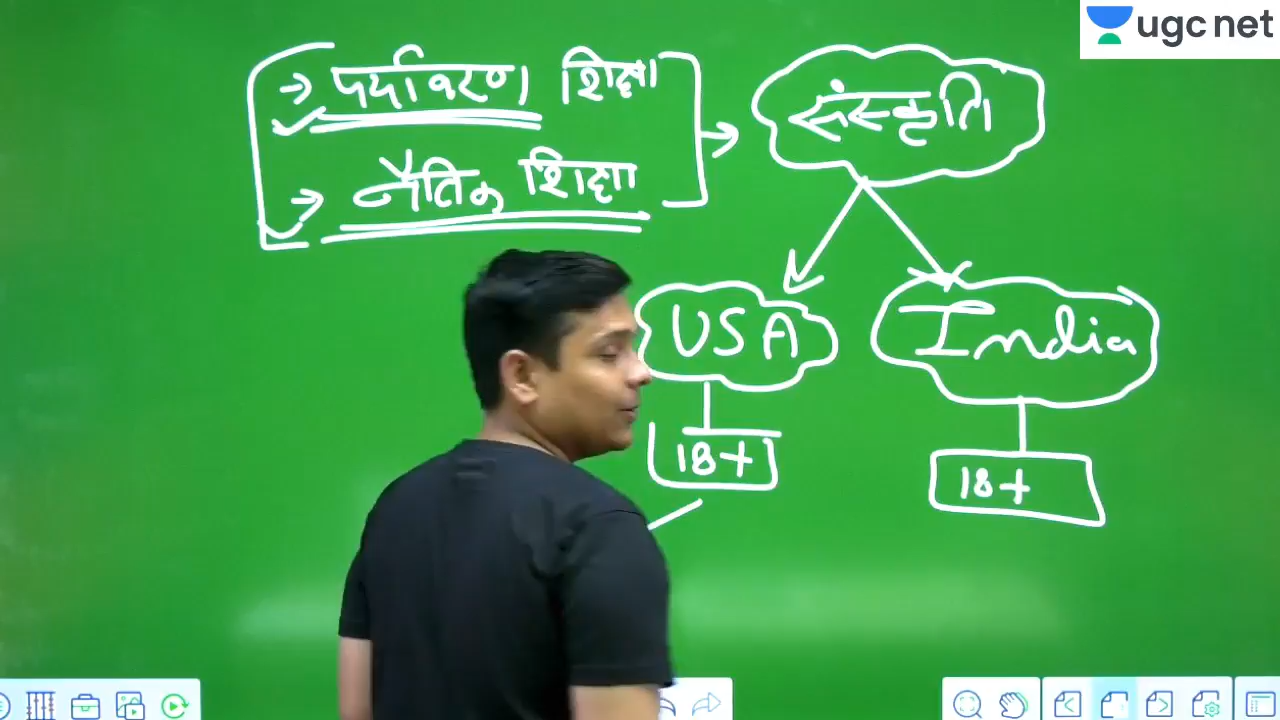 ugc net
→ पर्यावरण शिक्षा
→ नैतिक शिक्षा
संस्कृति
USA
India
18+
18+